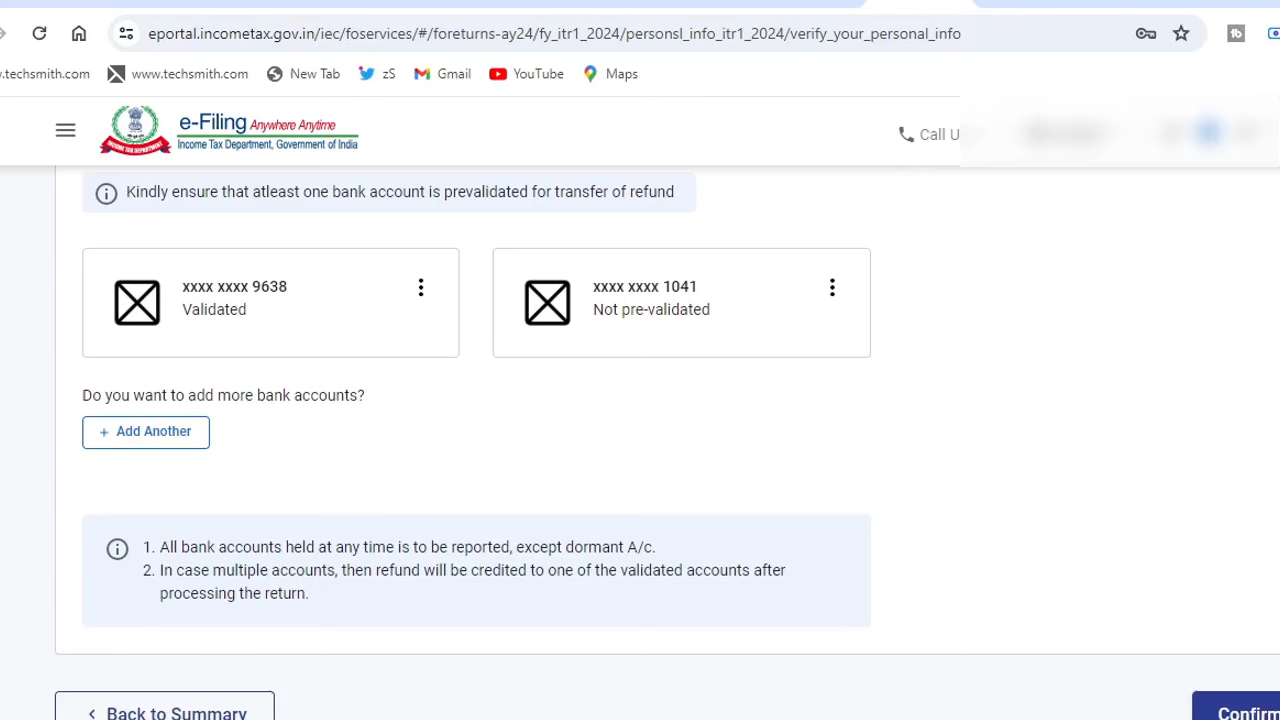 eportal.incometax.gov.in/iec/foservices/#/foreturns-ay24/fy_itr1_2024/personsl_info_itr1_2024/verify_your_personal_info
.techsmith.com www.techsmith.com New Tab zS Gmail YouTube Maps
e-Filing Anywhere Anytime
Income Tax Department, Government of India
INCOME TAX DEPARTMENT
Call U
Kindly ensure that atleast one bank account is prevalidated for transfer of refund
xxxx xxxx 9638
Validated
xxxx xxxx 1041
Not pre-validated
Do you want to add more bank accounts?
+ Add Another
1. All bank accounts held at any time is to be reported, except dormant A/c.
2. In case multiple accounts, then refund will be credited to one of the validated accounts after
processing the return.
< Back to Summary
Confirm